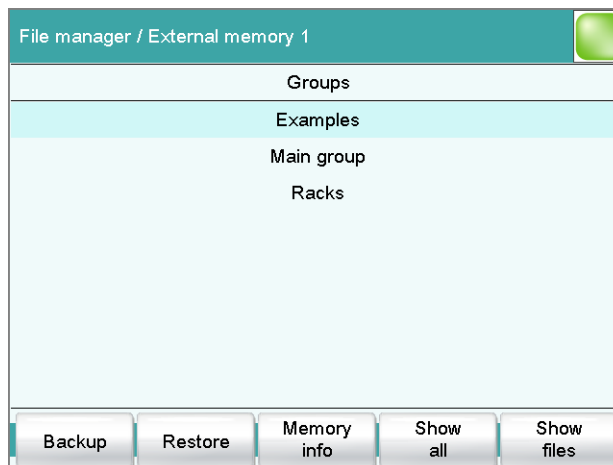 File manager / External memory 1
Groups
Examples
Main group
Racks
Backup
Restore
Memory
info
Show
all
Show
files